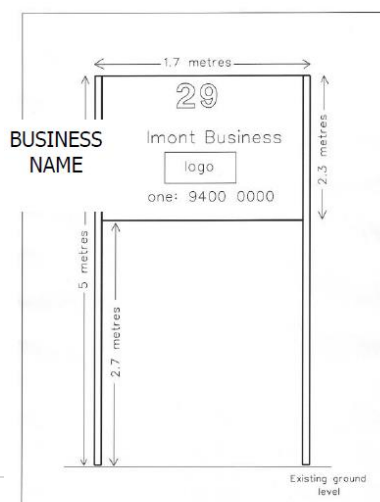 1.7 metres
29
BUSINESS
NAME
lmont Business
logo
one: 9400 0000
2.3 metres
5 metres
2.7 metres
Existing ground
level